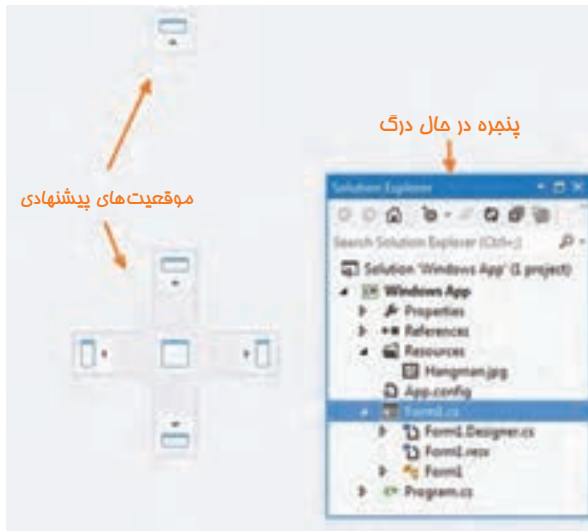 پنجره در حال درگ
موقعیت‌های پیشنهادی
Solution Explorer
Search Solution Explorer (Ctrl+;)
Solution 'Windows App' (1 project)
Windows App
Properties
References
Resources
Hangman.jpg
App.config
Form1.cs
Form1.Designer.cs
Form1.resx
Form1
Program.cs